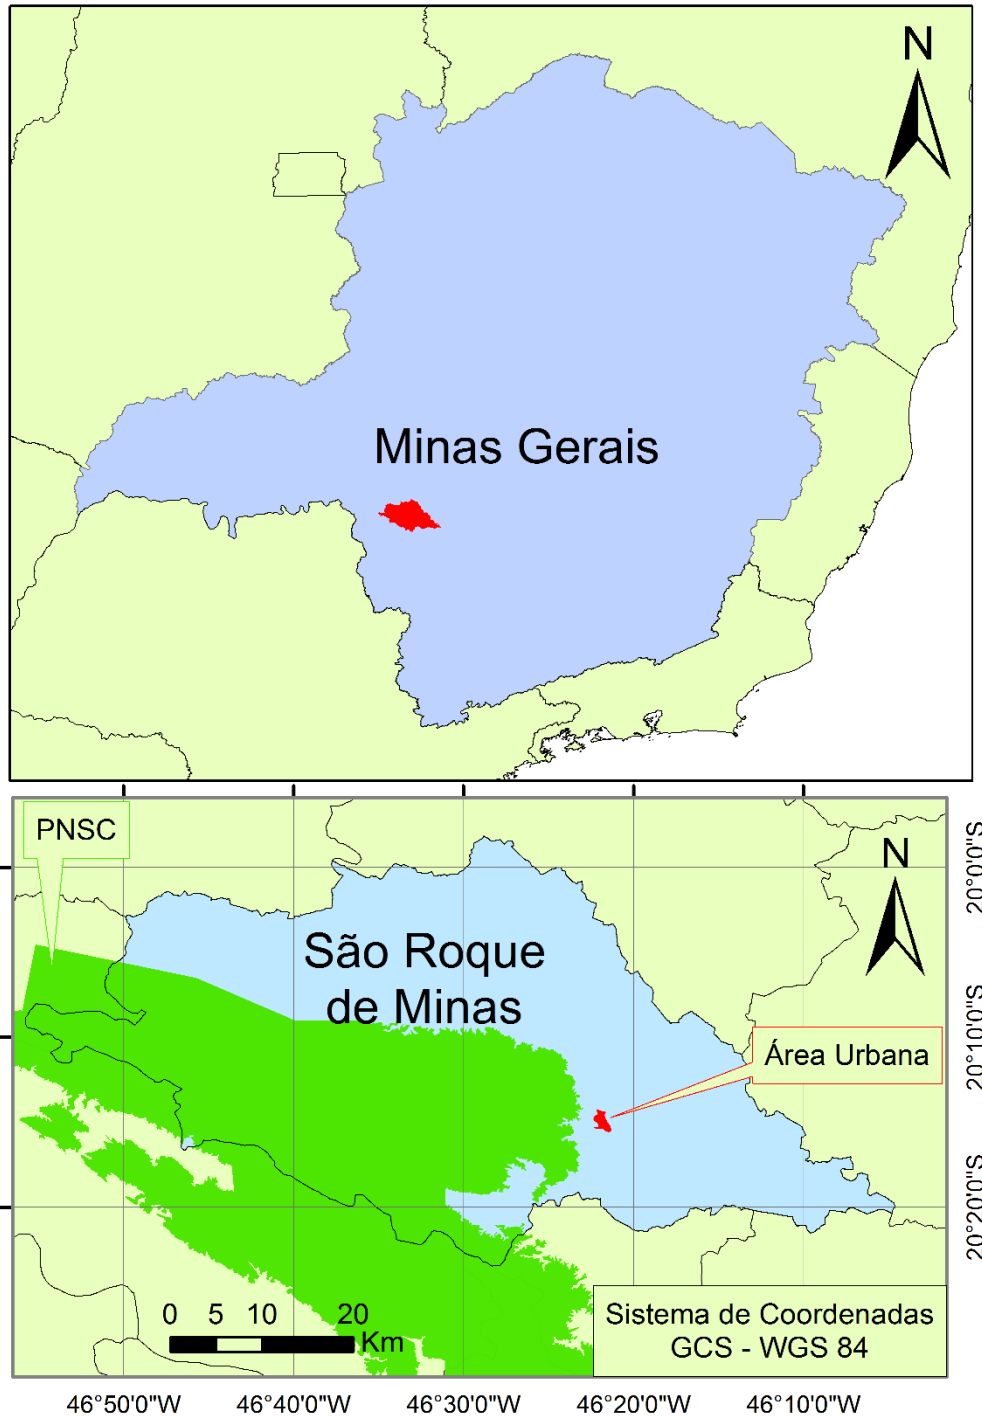 N
Minas Gerais
PNSC
N
20°0'0"S
São Roque
de Minas
20°10'0"S
Área Urbana
20°20'0"S
0 5 10 20
Km
Sistema de Coordenadas
GCS - WGS 84
46°50'0"W 46°40'0"W 46°30'0"W 46°20'0"W 46°10'0"W